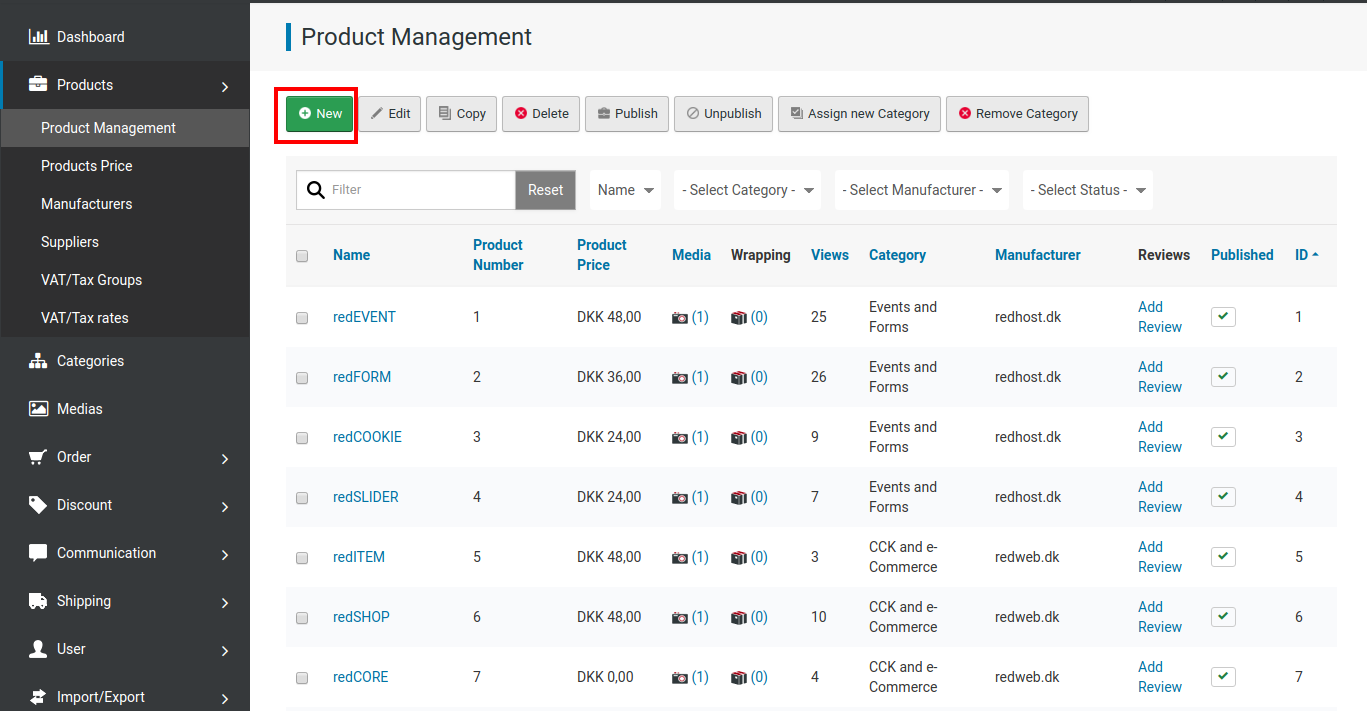 Dashboard
Products
Product Management
Products Price
Manufacturers
Suppliers
VAT/Tax Groups
VAT/Tax rates
Categories
Medias
Order
Discount
Communication
Shipping
User
Import/Export
Product Management
New Edit Copy Delete Publish Unpublish Assign new Category Remove Category
Filter Reset Name - Select Category - - Select Manufacturer - - Select Status -
Name Product Number Product Price Media Wrapping Views Category Manufacturer Reviews Published ID
redEVENT 1 DKK 48,00 (1) (0) 25 Events and Forms redhost.dk Add Review 1
redFORM 2 DKK 36,00 (1) (0) 26 Events and Forms redhost.dk Add Review 2
redCOOKIE 3 DKK 24,00 (1) (0) 9 Events and Forms redhost.dk Add Review 3
redSLIDER 4 DKK 24,00 (1) (0) 7 Events and Forms redhost.dk Add Review 4
redITEM 5 DKK 48,00 (1) (0) 3 CCK and e-Commerce redweb.dk Add Review 5
redSHOP 6 DKK 48,00 (1) (0) 10 CCK and e-Commerce redweb.dk Add Review 6
redCORE 7 DKK 0,00 (1) (0) 4 CCK and e-Commerce redweb.dk Add Review 7